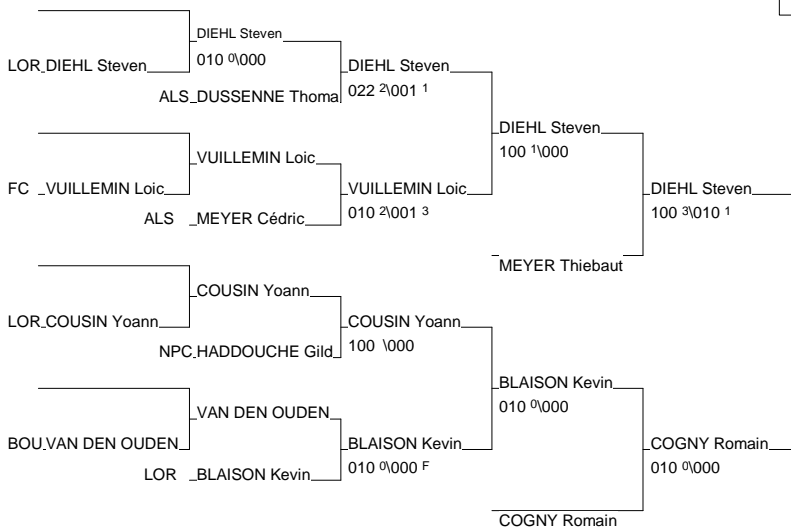 DIEHL Steven
010 0\000
LOR DIEHL Steven
DIEHL Steven
022 2\001 1
ALS DUSSENNE Thoma
DIEHL Steven
100 1\000
VUILLEMIN Loic
FC VUILLEMIN Loic
VUILLEMIN Loic
010 2\001 3
DIEHL Steven
100 3\010 1
ALS MEYER Cédric
MEYER Thiebaut
COUSIN Yoann
LOR COUSIN Yoann
COUSIN Yoann
100 \000
NPC HADDOUCHE Gild
BLAISON Kevin
010 0\000
VAN DEN OUDEN
BOU VAN DEN OUDEN
BLAISON Kevin
010 0\000 F
COGNY Romain
010 0\000
LOR BLAISON Kevin
COGNY Romain